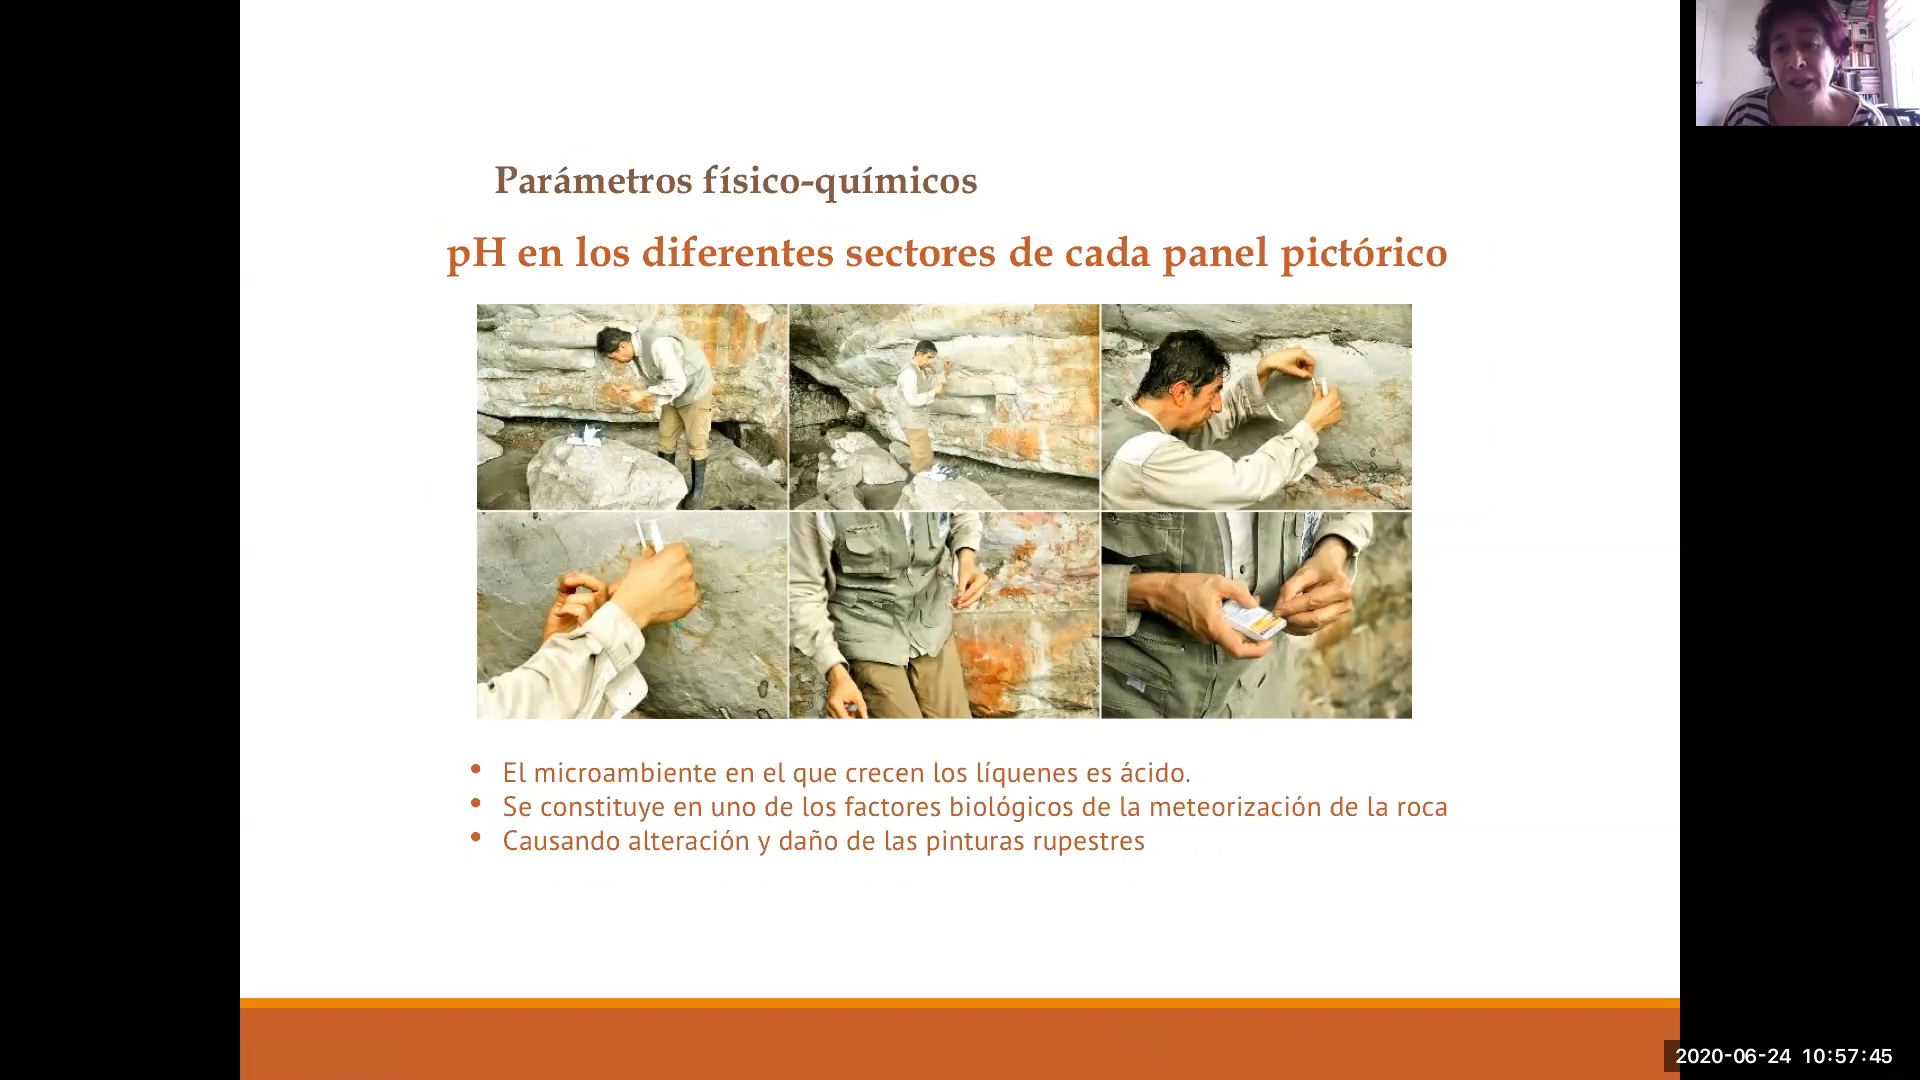 Parámetros físico-químicos
pH en los diferentes sectores de cada panel pictórico
• El microambiente en el que crecen los líquenes es ácido.
• Se constituye en uno de los factores biológicos de la meteorización de la roca
• Causando alteración y daño de las pinturas rupestres
2020-06-24 10:57:45